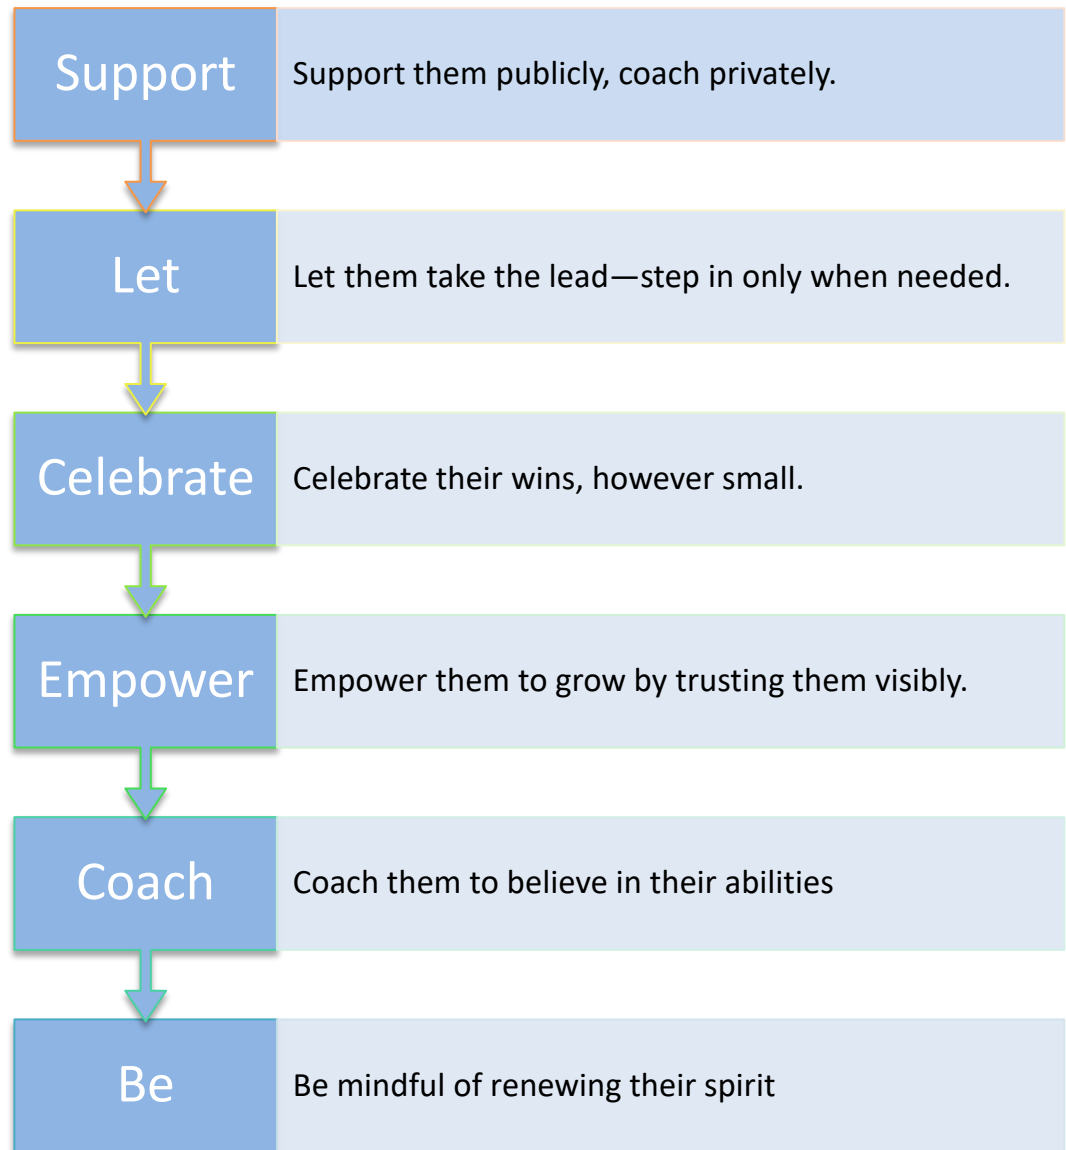 Support
Support them publicly, coach privately.
Let
Let them take the lead—step in only when needed.
Celebrate
Celebrate their wins, however small.
Empower
Empower them to grow by trusting them visibly.
Coach
Coach them to believe in their abilities
Be
Be mindful of renewing their spirit